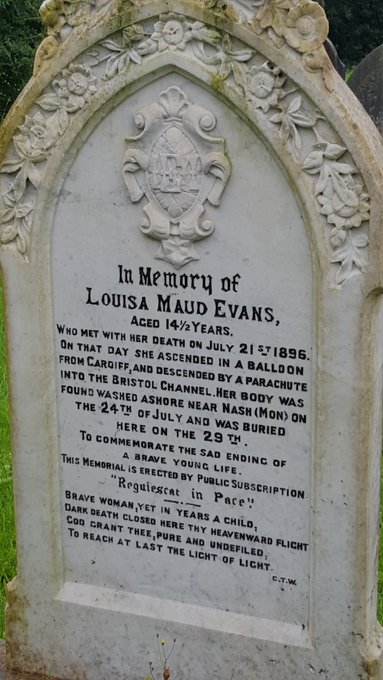 In Memory of
LOUISA MAUD EVANS,
AGED 14½ YEARS.
WHO MET WITH HER DEATH ON JULY 21ST 1896.
ON THAT DAY SHE ASCENDED IN A BALLOON
FROM CARDIFF, AND DESCENDED BY A PARACHUTE
INTO THE BRISTOL CHANNEL. HER BODY WAS
FOUND WASHED ASHORE NEAR NASH (MON) ON
THE 24TH OF JULY AND WAS BURIED
HERE ON THE 29TH.
TO COMMEMORATE THE SAD ENDING OF
A BRAVE YOUNG LIFE.
THIS MEMORIAL IS ERECTED BY PUBLIC SUBSCRIPTION
"Requiescat in Pace".
BRAVE WOMAN, YET IN YEARS A CHILD,
DARK DEATH CLOSED HERE THY HEAVENWARD FLIGHT
GOD GRANT THEE, PURE AND UNDEFILED;
TO REACH AT LAST THE LIGHT OF LIGHT.
C.T.W.